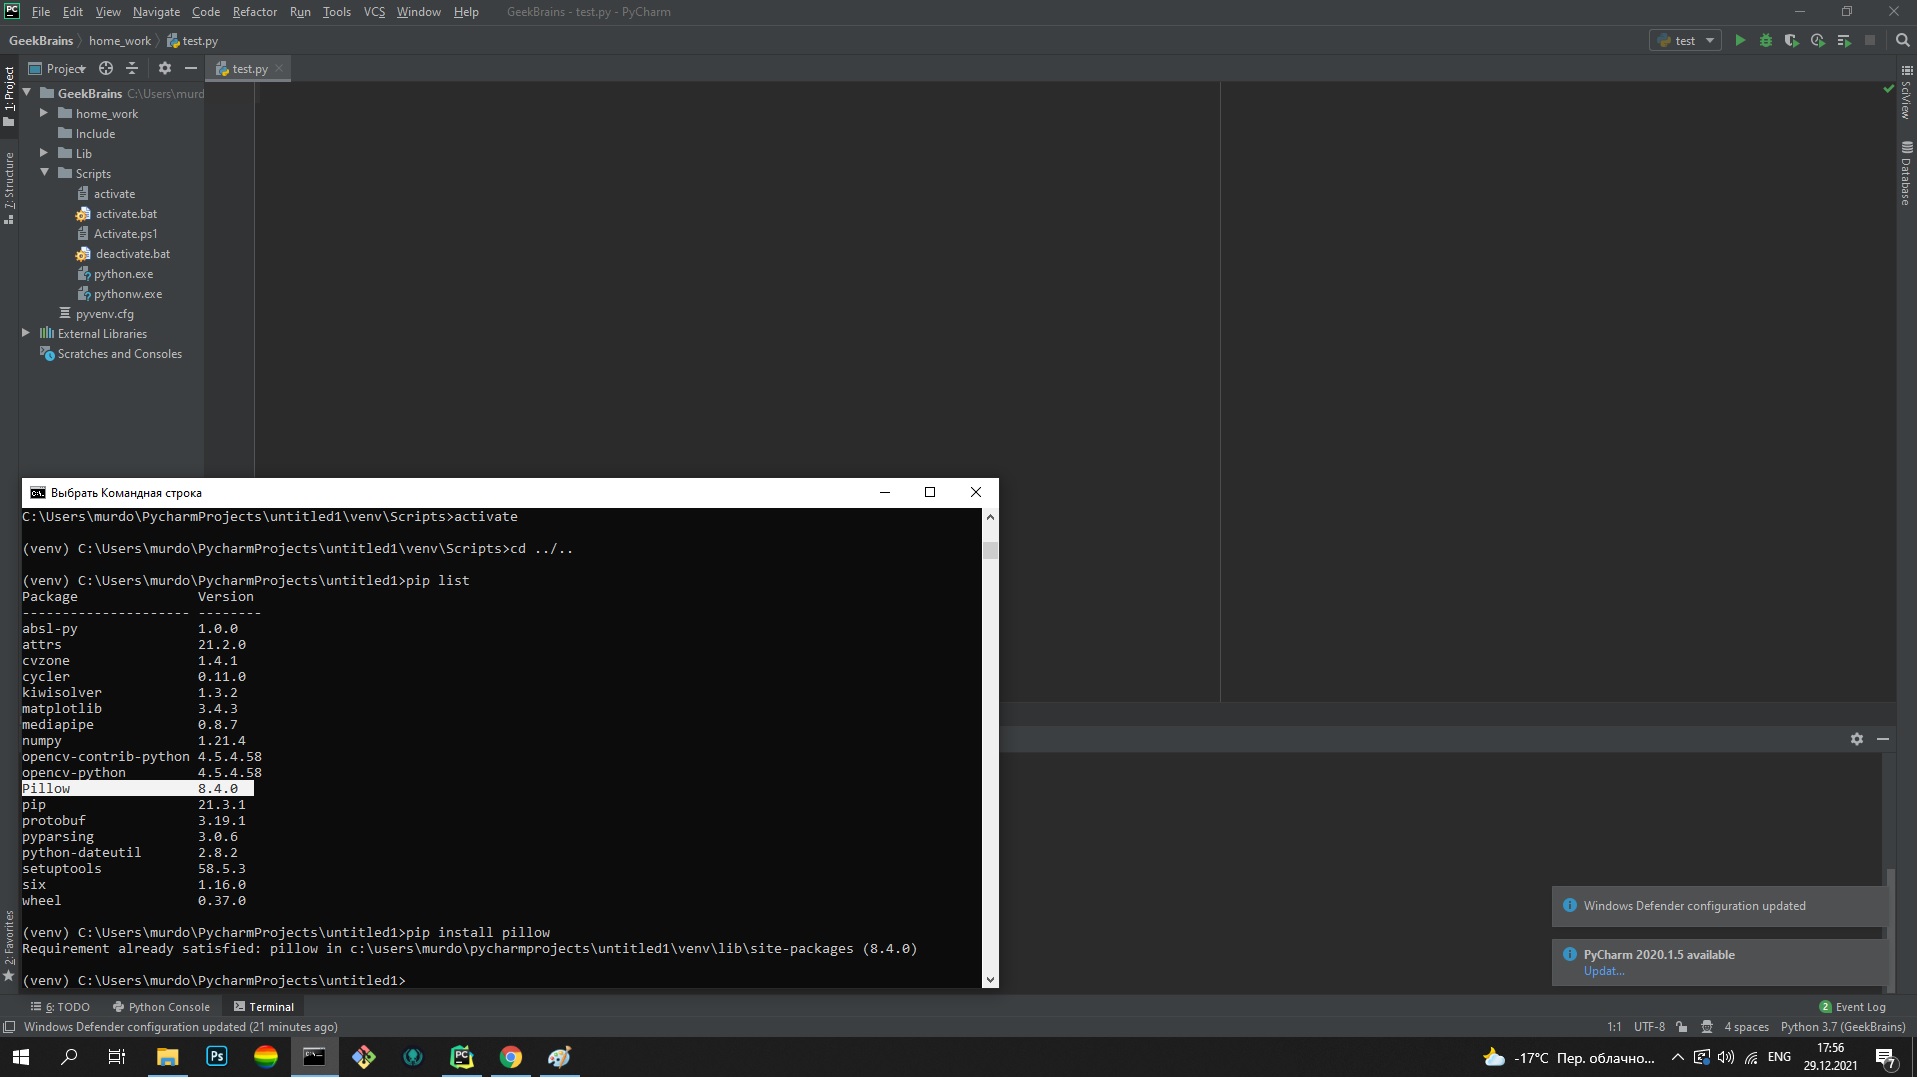 PC File Edit View Navigate Code Refactor Run Tools VCS Window Help GeekBrains - test.py - PyCharm
GeekBrains home_work test.py test
1: Project
Project test.py
GeekBrains C:\Users\murd
home_work
Include
Lib
Scripts
activate
activate.bat
Activate.ps1
deactivate.bat
python.exe
pythonw.exe
pyvenv.cfg
External Libraries
Scratches and Consoles
7: Structure
2: Favorites
SciView
Database
Выбрать Командная строка
C:\Users\murdo\PycharmProjects\untitled1\venv\Scripts>activate
(venv) C:\Users\murdo\PycharmProjects\untitled1\venv\Scripts>cd ../..
(venv) C:\Users\murdo\PycharmProjects\untitled1>pip list
Package Version
--------------------- --------
absl-py 1.0.0
attrs 21.2.0
cvzone 1.4.1
cycler 0.11.0
kiwisolver 1.3.2
matplotlib 3.4.3
mediapipe 0.8.7
numpy 1.21.4
opencv-contrib-python 4.5.4.58
opencv-python 4.5.4.58
Pillow 8.4.0
pip 21.3.1
protobuf 3.19.1
pyparsing 3.0.6
python-dateutil 2.8.2
setuptools 58.5.3
six 1.16.0
wheel 0.37.0
(venv) C:\Users\murdo\PycharmProjects\untitled1>pip install pillow
Requirement already satisfied: pillow in c:\users\murdo\pycharmprojects\untitled1\venv\lib\site-packages (8.4.0)
(venv) C:\Users\murdo\PycharmProjects\untitled1>
Windows Defender configuration updated
PyCharm 2020.1.5 available
Updat...
6: TODO Python Console Terminal 2 Event Log
Windows Defender configuration updated (21 minutes ago) 1:1 UTF-8 4 spaces Python 3.7 (GeekBrains)
Ps PC -17°C Пер. облачно... ENG 17:56
29.12.2021 7